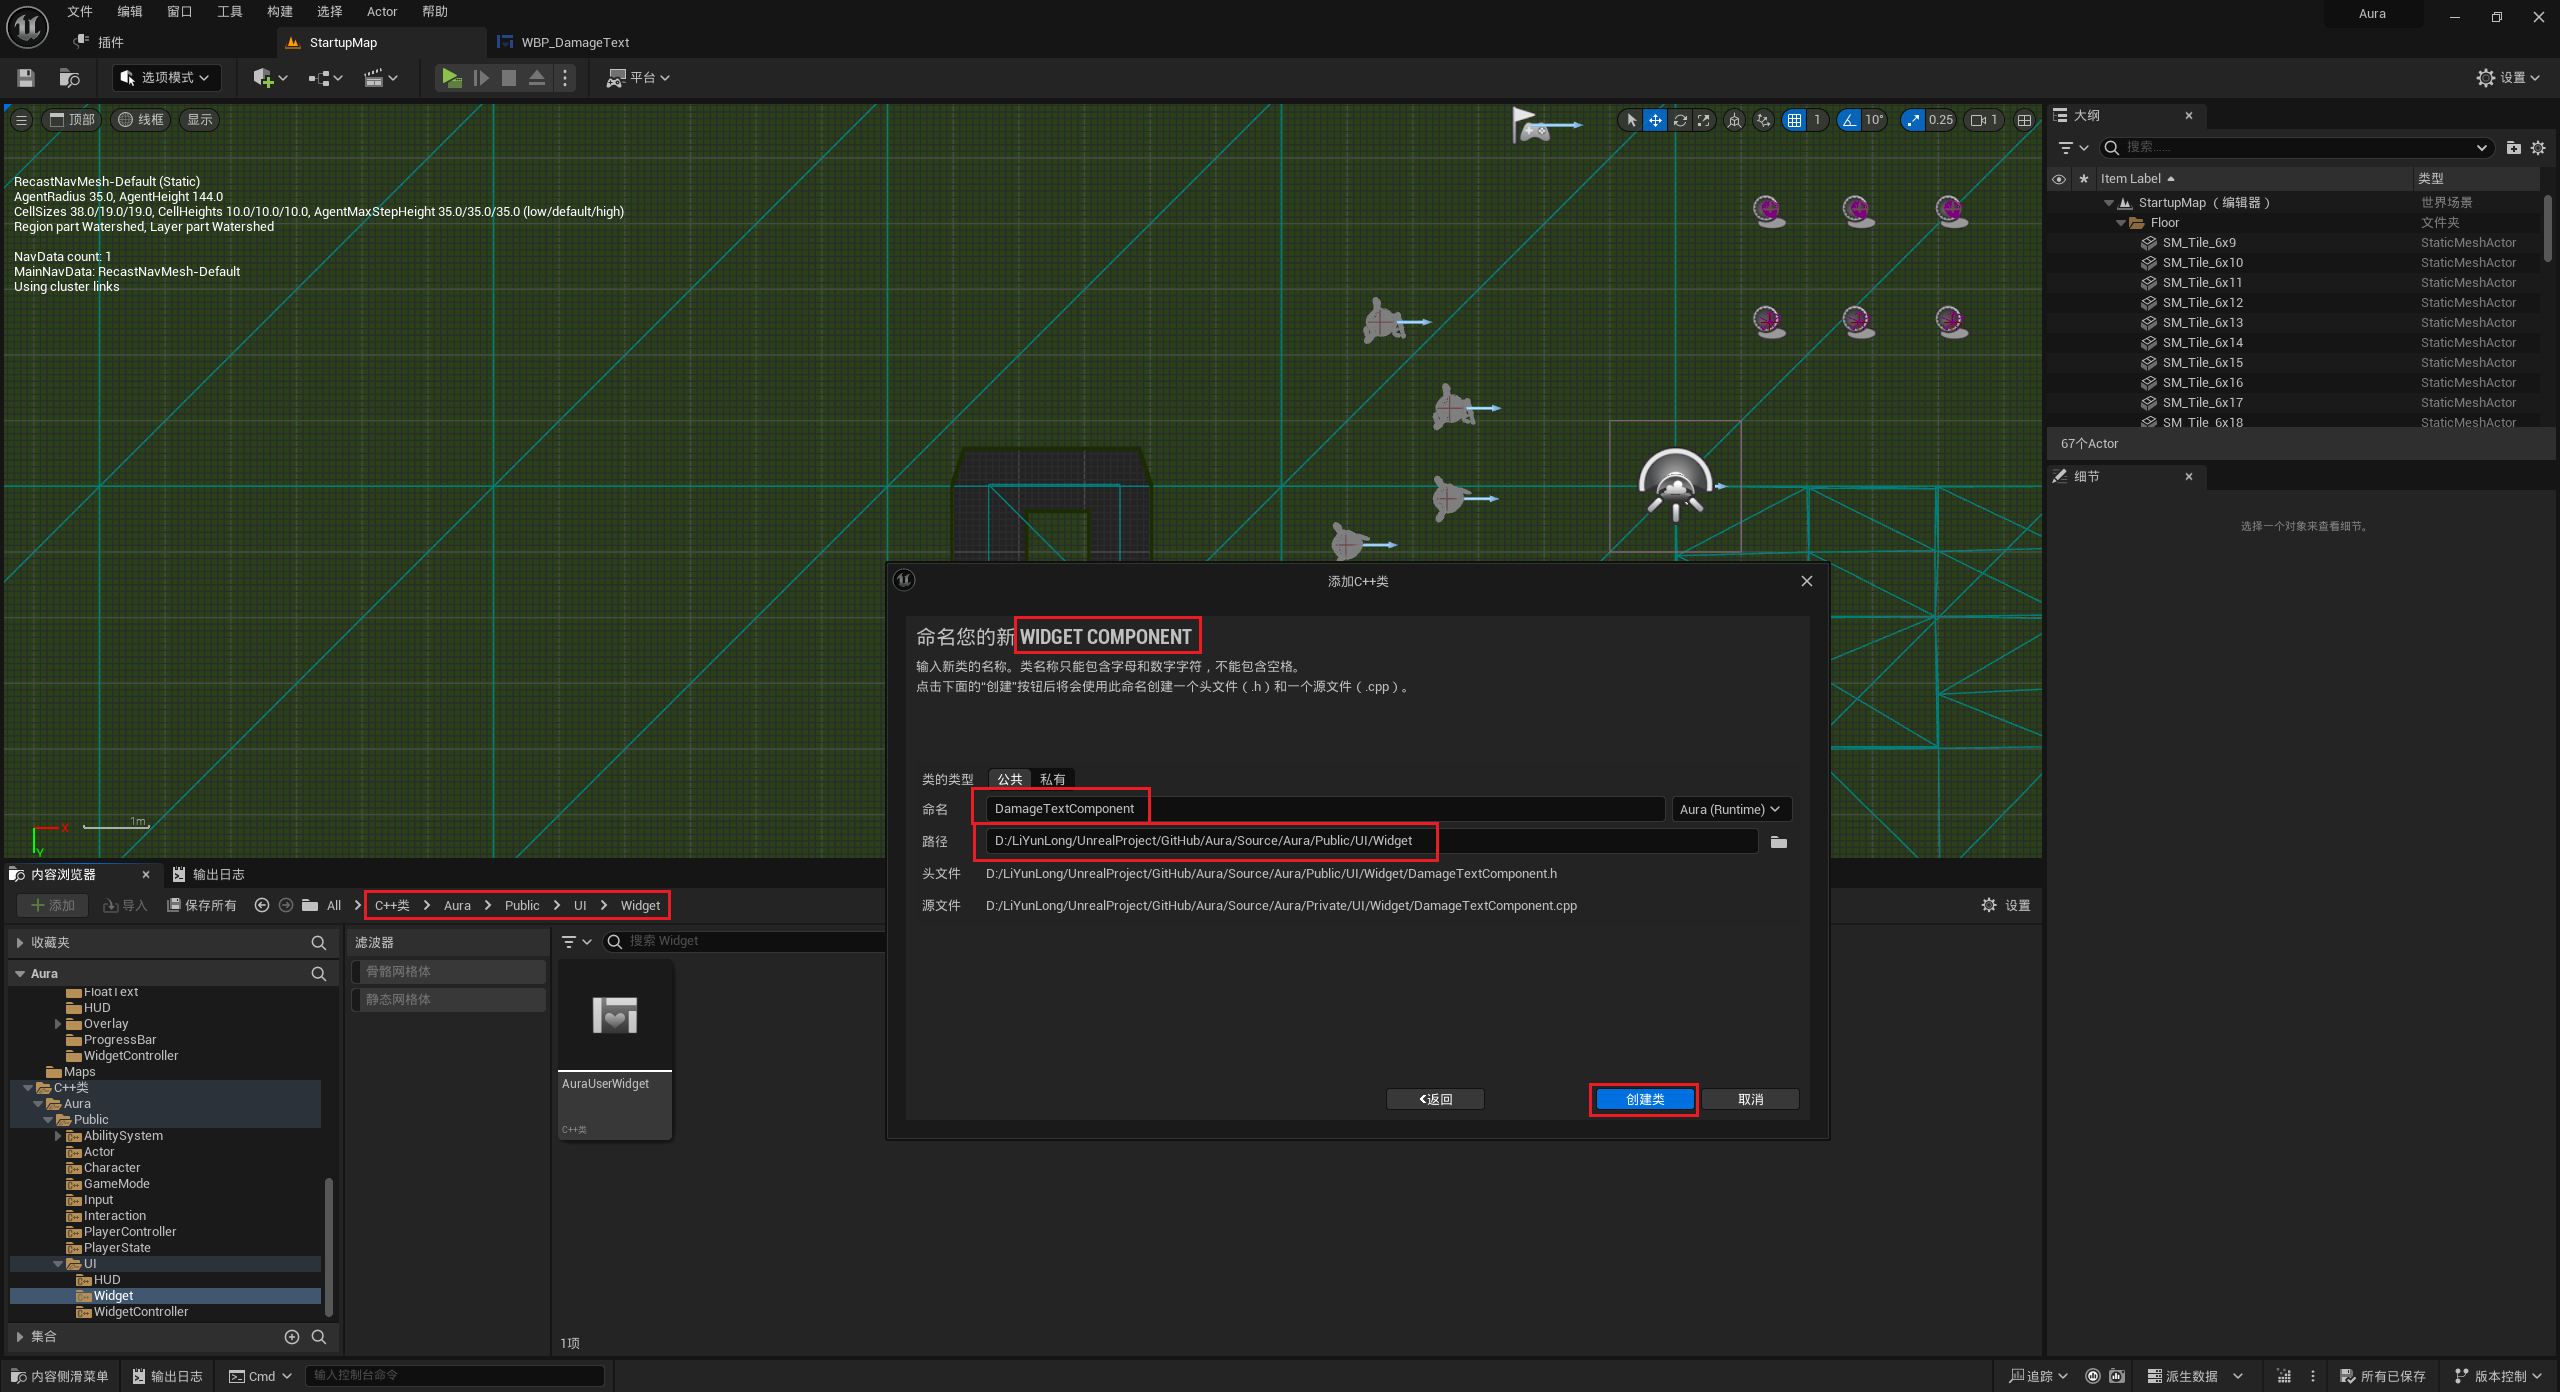 文件 编辑 窗口 工具 构建 选择 Actor 帮助
Aura
插件 StartupMap WBP_DamageText
选项模式 平台 设置
顶部 线框 显示
1 10° 0.25 1
RecastNavMesh-Default (Static)
AgentRadius 35.0, AgentHeight 144.0
CellSizes 38.0/19.0/19.0, CellHeights 10.0/10.0/10.0, AgentMaxStepHeight 35.0/35.0/35.0 (low/default/high)
Region part Watershed, Layer part Watershed
NavData count: 1
MainNavData: RecastNavMesh-Default
Using cluster links
1m
X
Y
大纲
搜索......
Item Label 类型
StartupMap（编辑器） 世界场景
Floor 文件夹
SM_Tile_6x9 StaticMeshActor
SM_Tile_6x10 StaticMeshActor
SM_Tile_6x11 StaticMeshActor
SM_Tile_6x12 StaticMeshActor
SM_Tile_6x13 StaticMeshActor
SM_Tile_6x14 StaticMeshActor
SM_Tile_6x15 StaticMeshActor
SM_Tile_6x16 StaticMeshActor
SM_Tile_6x17 StaticMeshActor
SM_Tile_6x18 StaticMeshActor
67个Actor
细节
选择一个对象来查看细节。
添加C++类
命名您的新 WIDGET COMPONENT
输入新类的名称。类名称只能包含字母和数字字符，不能包含空格。
点击下面的“创建”按钮后将会使用此命名创建一个头文件（.h）和一个源文件（.cpp）。
类的类型 公共 私有
命名 DamageTextComponent Aura (Runtime)
路径 D:/LiYunLong/UnrealProject/GitHub/Aura/Source/Aura/Public/UI/Widget
头文件 D:/LiYunLong/UnrealProject/GitHub/Aura/Source/Aura/Public/UI/Widget/DamageTextComponent.h
源文件 D:/LiYunLong/UnrealProject/GitHub/Aura/Source/Aura/Private/UI/Widget/DamageTextComponent.cpp
返回 创建类 取消
内容浏览器 输出日志
添加 导入 保存所有 All C++类 Aura Public UI Widget 设置
收藏夹
Aura
FloatText
HUD
Overlay
ProgressBar
WidgetController
Maps
C++类
Aura
Public
AbilitySystem
Actor
Character
GameMode
Input
Interaction
PlayerController
PlayerState
UI
HUD
Widget
WidgetController
集合
滤波器
骨骼网格体
静态网格体
搜索 Widget
AuraUserWidget
C++类
1项
内容侧滑菜单 输出日志 Cmd 输入控制台命令 追踪 派生数据 所有已保存 版本控制